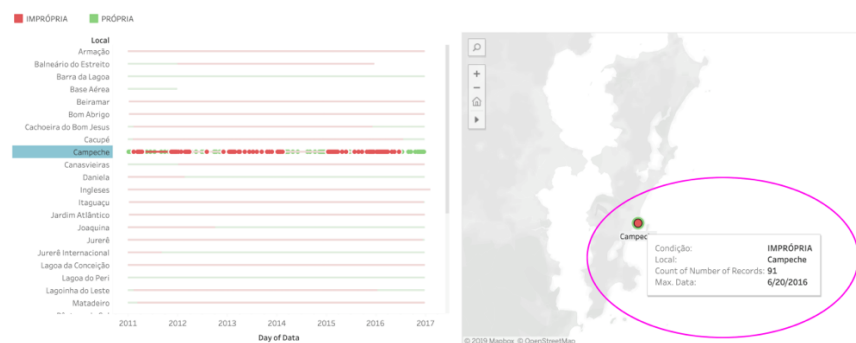 IMPRÓPRIA PRÓPRIA
Local
Armação
Balneário do Estreito
Barra da Lagoa
Base Aérea
Beiramar
Bom Abrigo
Cachoeira do Bom Jesus
Cacupé
Campeche
Canasvieiras
Daniela
Ingleses
Itaguaçu
Jardim Atlântico
Joaquina
Jurerê
Jurerê Internacional
Lagoa da Conceição
Lagoa do Peri
Lagoinha do Leste
Matadeiro
2011 2012 2013 2014 2015 2016 2017
Day of Data
Campec
Condição: IMPRÓPRIA
Local: Campeche
Count of Number of Records: 91
Max. Data: 6/20/2016
© 2019 Mapbox © OpenStreetMap